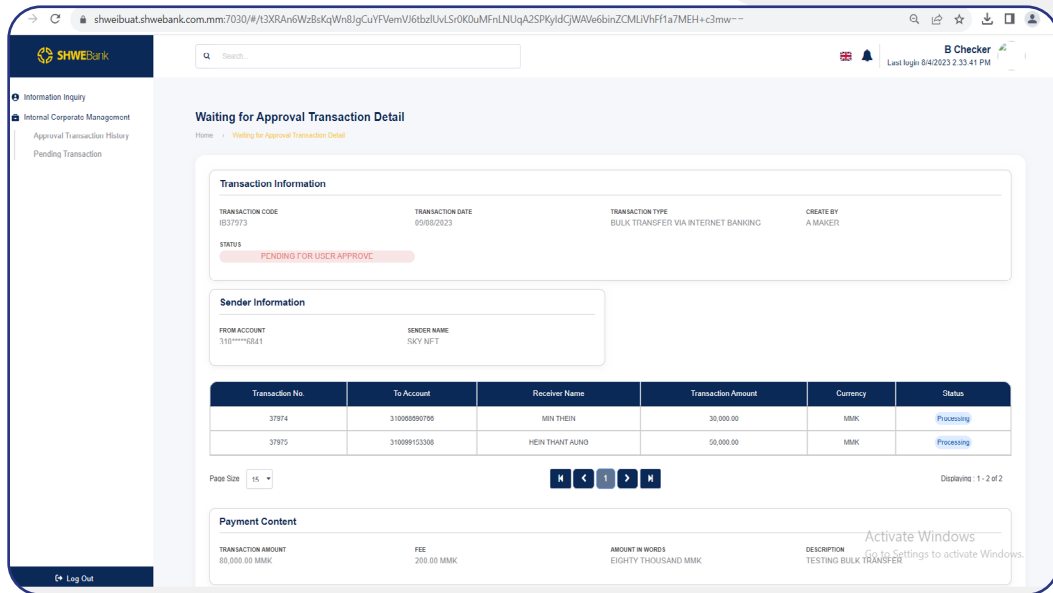 shweibuat.shwebank.com.mm:7030/#/t3XRAn6WzBsKqWn8JgCuYFVemVJ6tbzlUvLSr0K0uMFnLNUqA2SPKyldCjWAVe6binZCMLiVhFf1a7MEH+c3mw~~
SHWEBank
Search...
B Checker
Last login 8/4/2023 2.33.41 PM
Information Inquiry
Internal Corporate Management
Approval Transaction History
Pending Transaction
Waiting for Approval Transaction Detail
Home > Waiting for Approval Transaction Detail
Transaction Information
TRANSACTION CODE TRANSACTION DATE TRANSACTION TYPE CREATE BY
IB37973 09/08/2023 BULK TRANSFER VIA INTERNET BANKING A MAKER
STATUS
PENDING FOR USER APPROVE
Sender Information
FROM ACCOUNT SENDER NAME
310*****6841 SKY NET
Transaction No. To Account Receiver Name Transaction Amount Currency Status
37974 310068690766 MIN THEIN 30,000.00 MMK Processing
37975 310099153308 HEIN THANT AUNG 50,000.00 MMK Processing
Page Size 15 1 Displaying : 1 - 2 of 2
Payment Content
TRANSACTION AMOUNT FEE AMOUNT IN WORDS DESCRIPTION
80,000.00 MMK 200.00 MMK EIGHTY THOUSAND MMK TESTING BULK TRANSFER
Activate Windows
Go to Settings to activate Windows.
Log Out